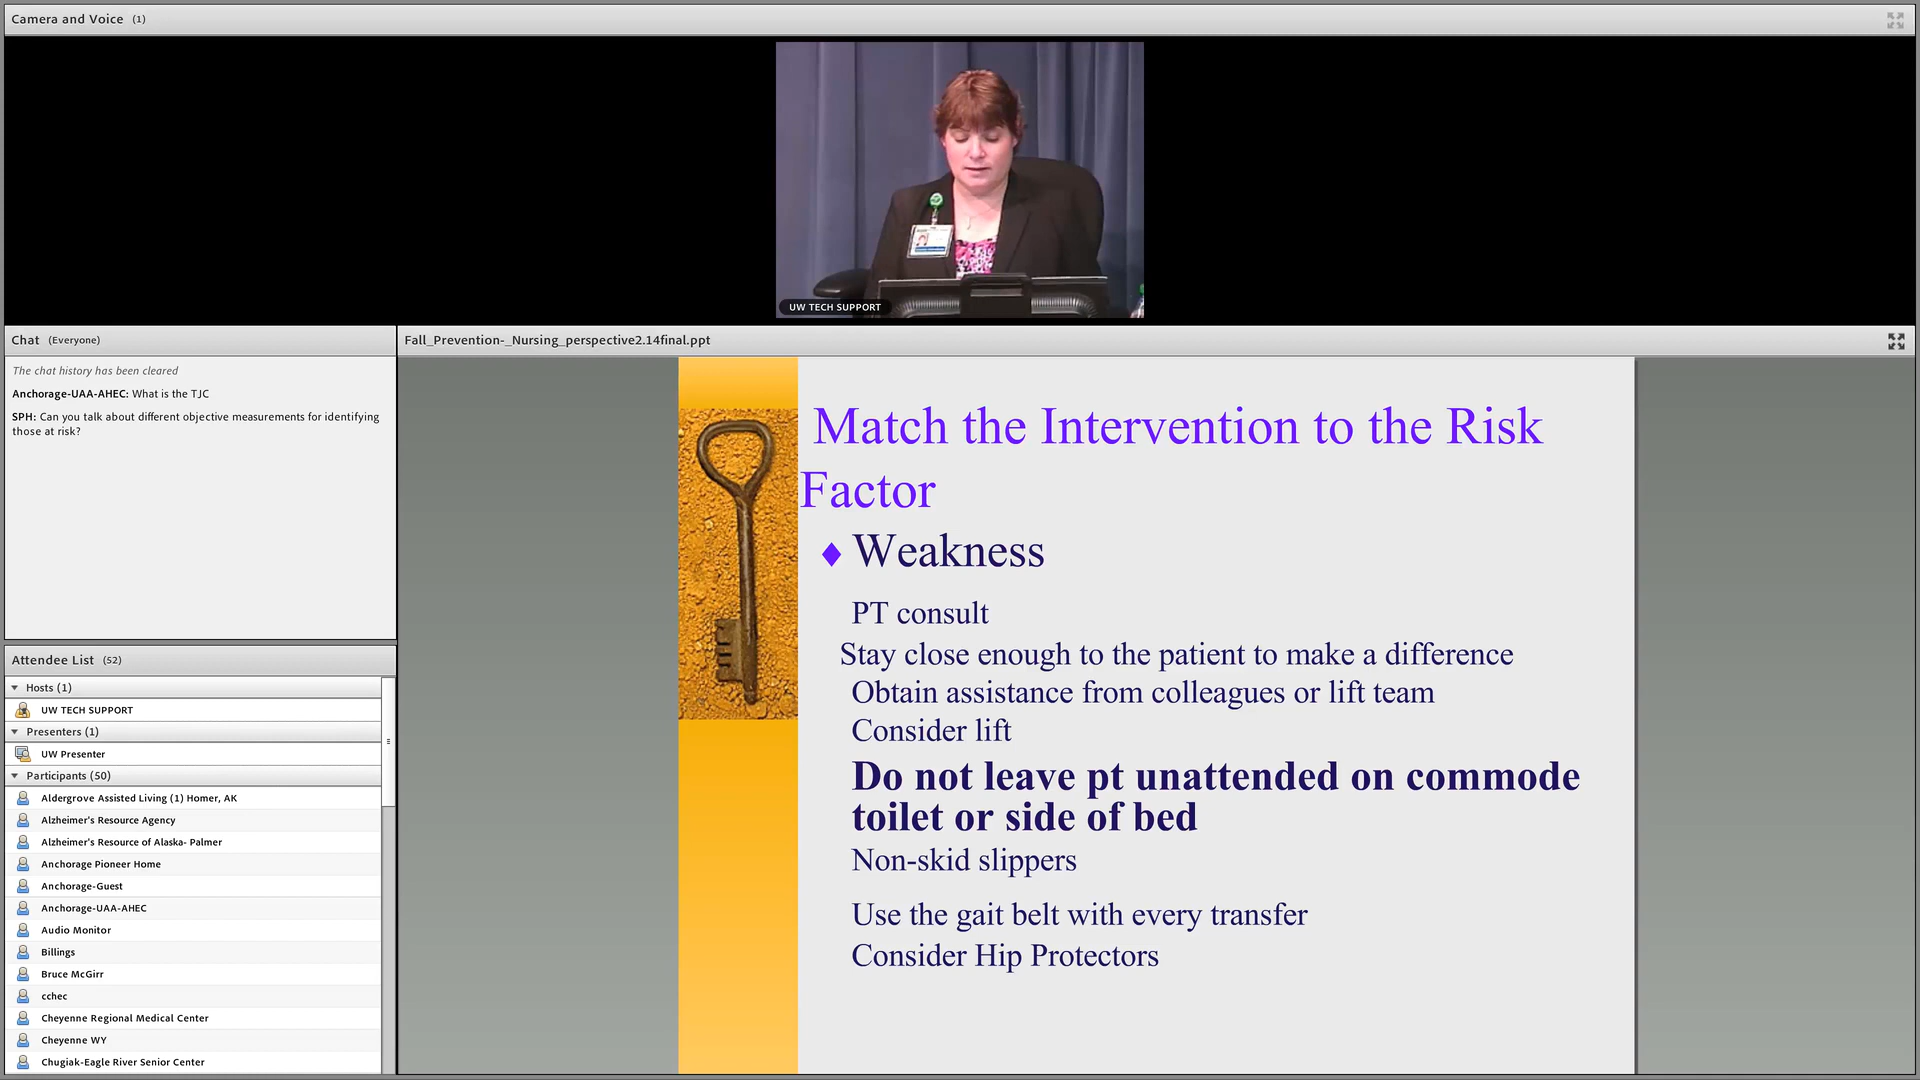 Camera and Voice (1)
UW TECH SUPPORT
Chat (Everyone)
The chat history has been cleared
Anchorage-UAA-AHEC: What is the TJC
SPH: Can you talk about different objective measurements for identifying
those at risk?
Attendee List (52)
Hosts (1)
UW TECH SUPPORT
Presenters (1)
UW Presenter
Participants (50)
Aldergrove Assisted Living (1) Homer, AK
Alzheimer's Resource Agency
Alzheimer's Resource of Alaska- Palmer
Anchorage Pioneer Home
Anchorage-Guest
Anchorage-UAA-AHEC
Audio Monitor
Billings
Bruce McGirr
cchec
Cheyenne Regional Medical Center
Cheyenne WY
Chugiak-Eagle River Senior Center
Fall_Prevention-_Nursing_perspective2.14final.ppt
Match the Intervention to the Risk
Factor
Weakness
PT consult
Stay close enough to the patient to make a difference
Obtain assistance from colleagues or lift team
Consider lift
Do not leave pt unattended on commode
toilet or side of bed
Non-skid slippers
Use the gait belt with every transfer
Consider Hip Protectors